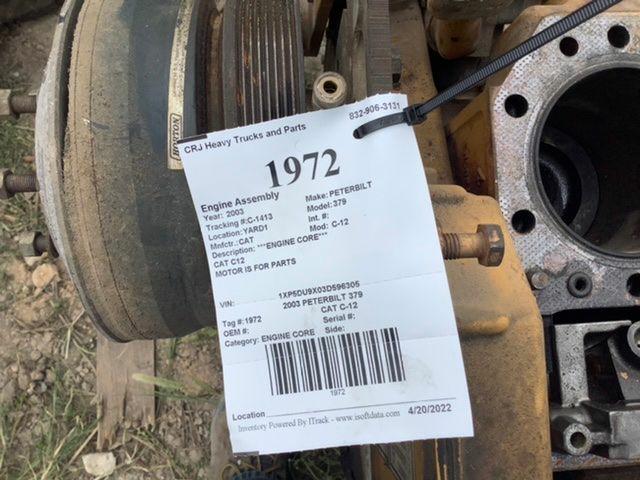 HORTON
CRJ Heavy Trucks and Parts 832-906-3131
1972
Engine Assembly
Year: 2003 Make: PETERBILT
Tracking #:C-1413 Model: 379
Location:YARD1 Int. #:
Mnfctr.:CAT Mod: C-12
Description: ***ENGINE CORE***
CAT C12
MOTOR IS FOR PARTS
VIN: 1XP5DU9X03D596305
2003 PETERBILT 379
Tag #:1972 CAT C-12
OEM #: Serial #:
Category: ENGINE CORE Side:
1972
Location 4/20/2022
Inventory Powered By ITrack - www.isoftdata.com